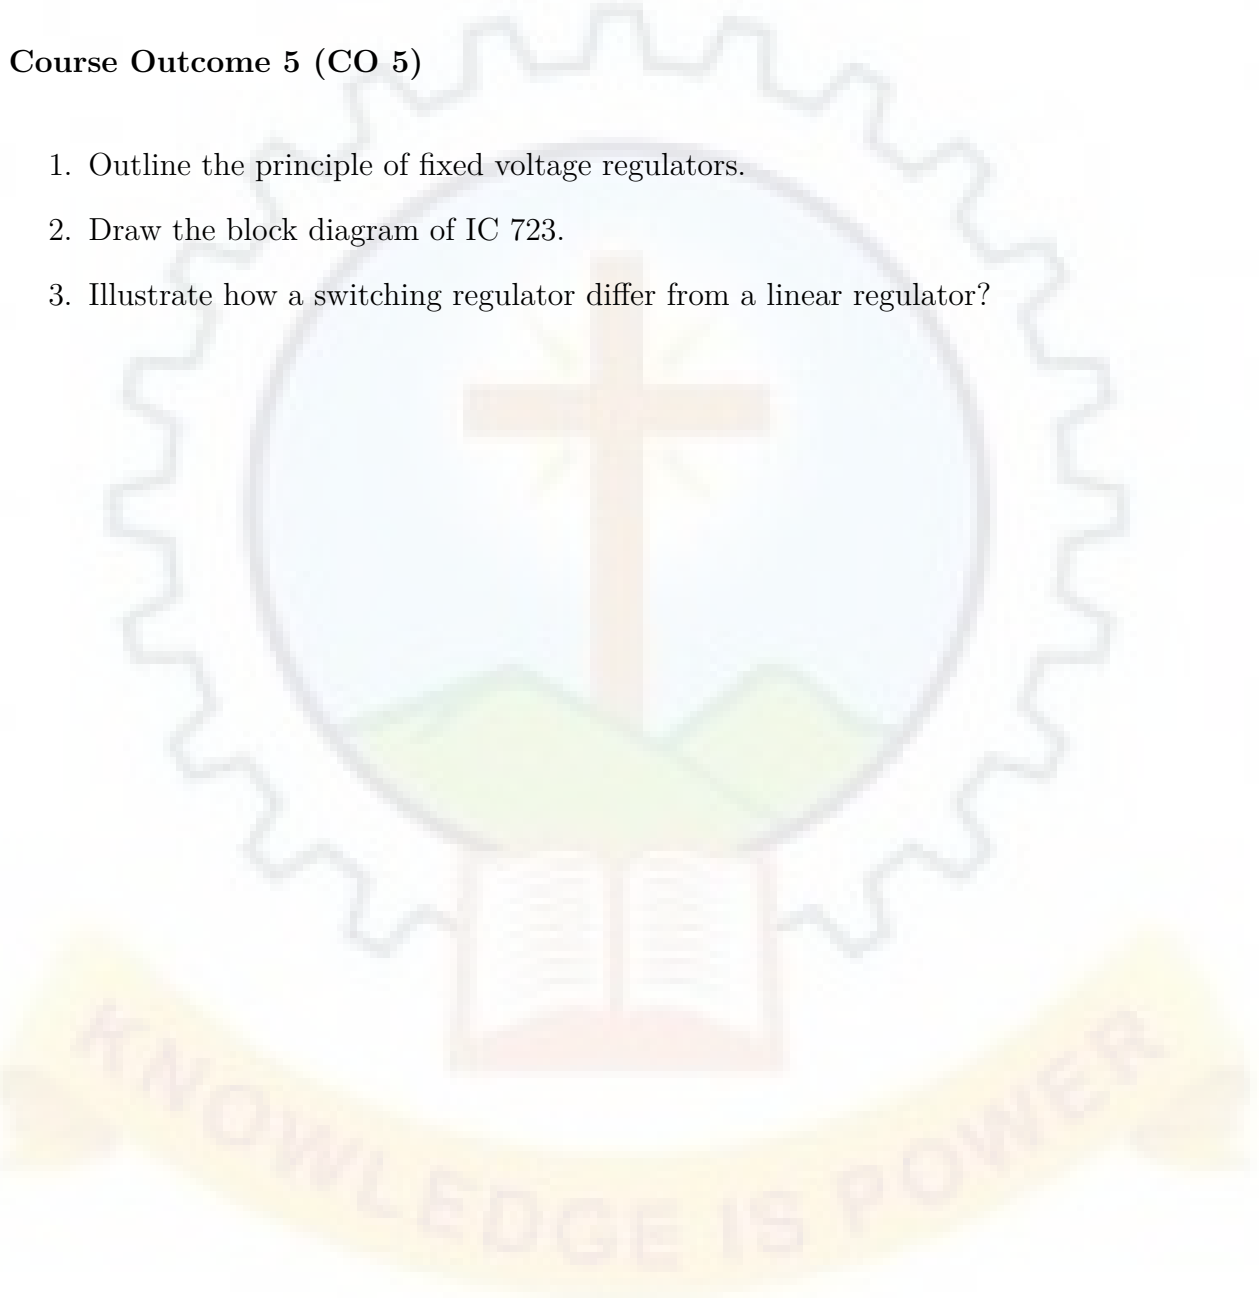 Course Outcome 5 (CO 5)
1. Outline the principle of fixed voltage regulators.
2. Draw the block diagram of IC 723.
3. Illustrate how a switching regulator differ from a linear regulator?
KNOWLEDGE IS POWER